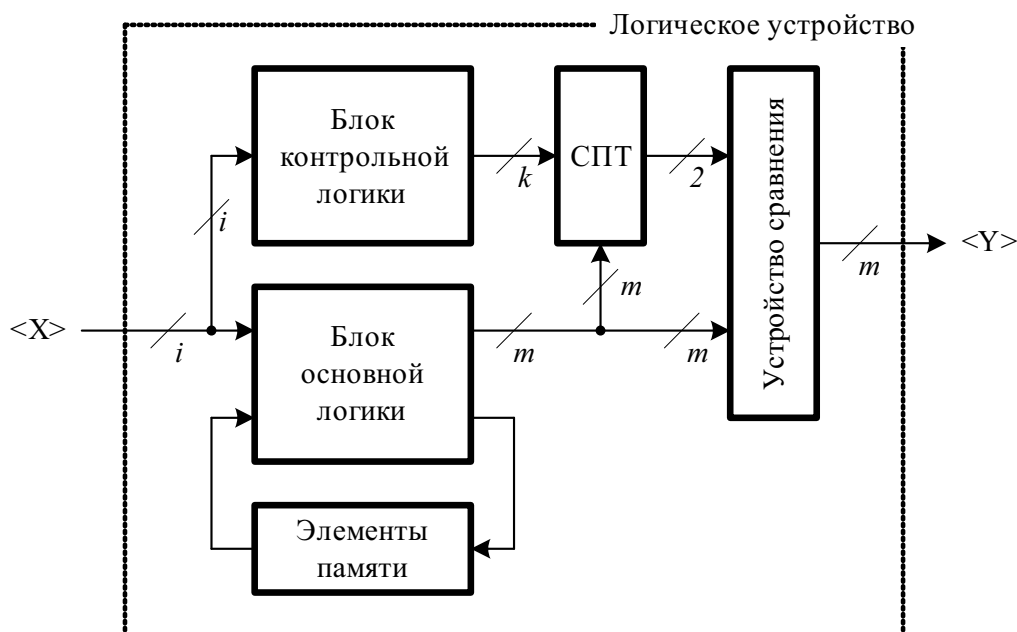 Логическое устройство
Блок
контрольной
логики
k
СПТ
2
Устройство сравнения
i
m
<Y>
m
<X>
i
Блок
основной
логики
m
m
Элементы
памяти